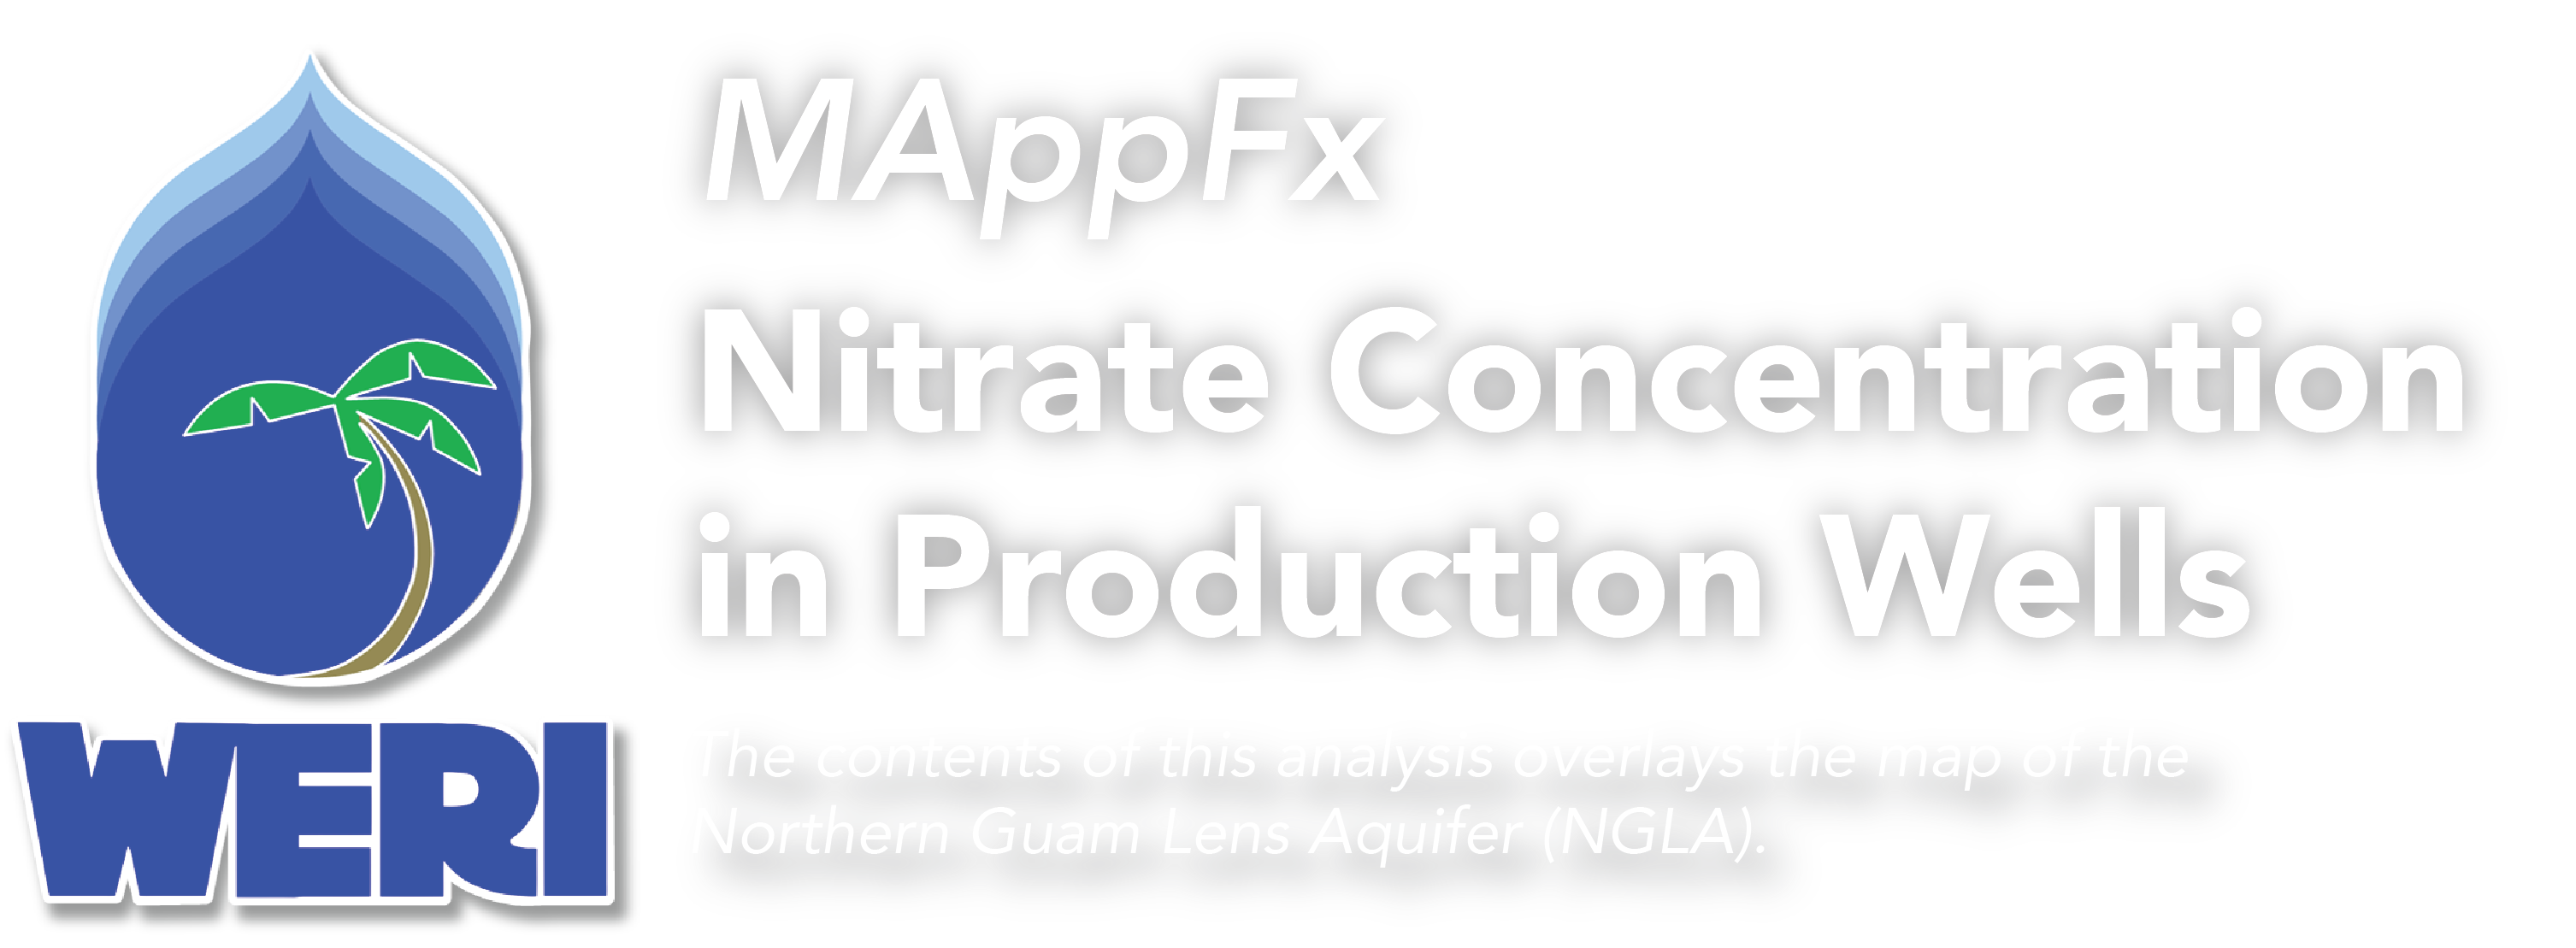 MAppFx
Nitrate Concentration
in Production Wells
The contents of this analysis overlays the map of the
Northern Guam Lens Aquifer (NGLA).
WERI